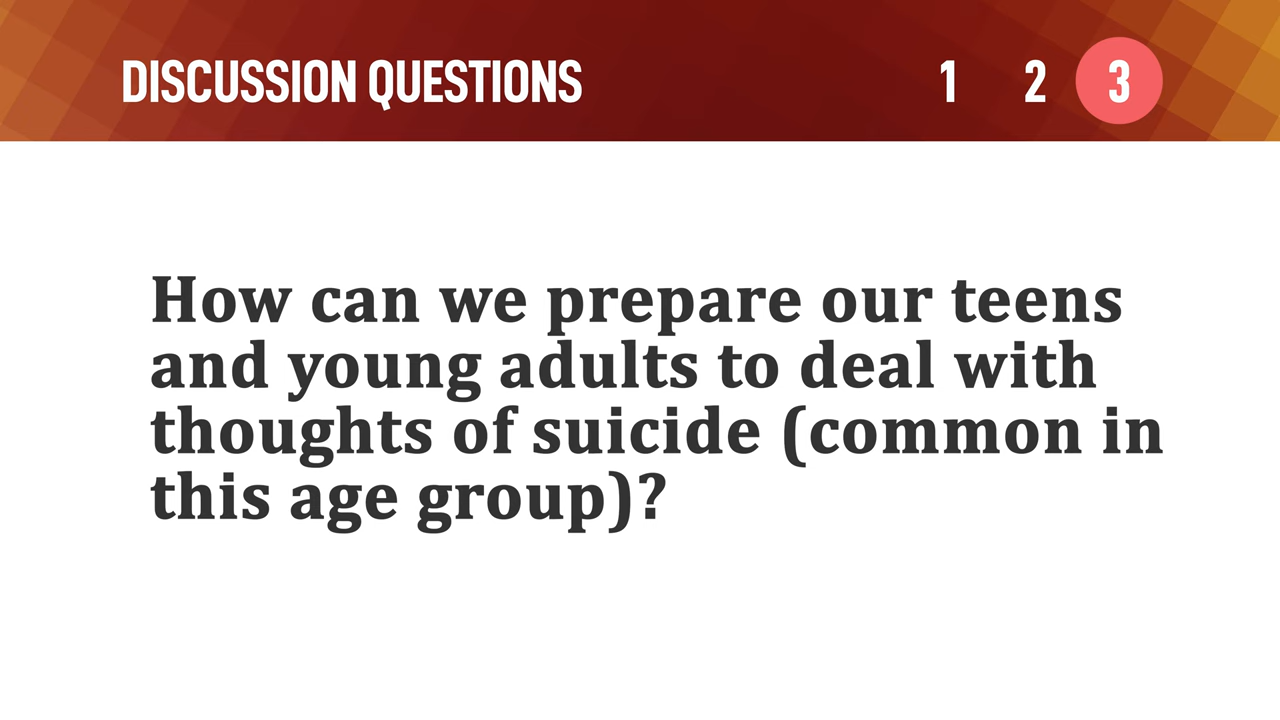 DISCUSSION QUESTIONS 1 2 3
How can we prepare our teens
and young adults to deal with
thoughts of suicide (common in
this age group)?